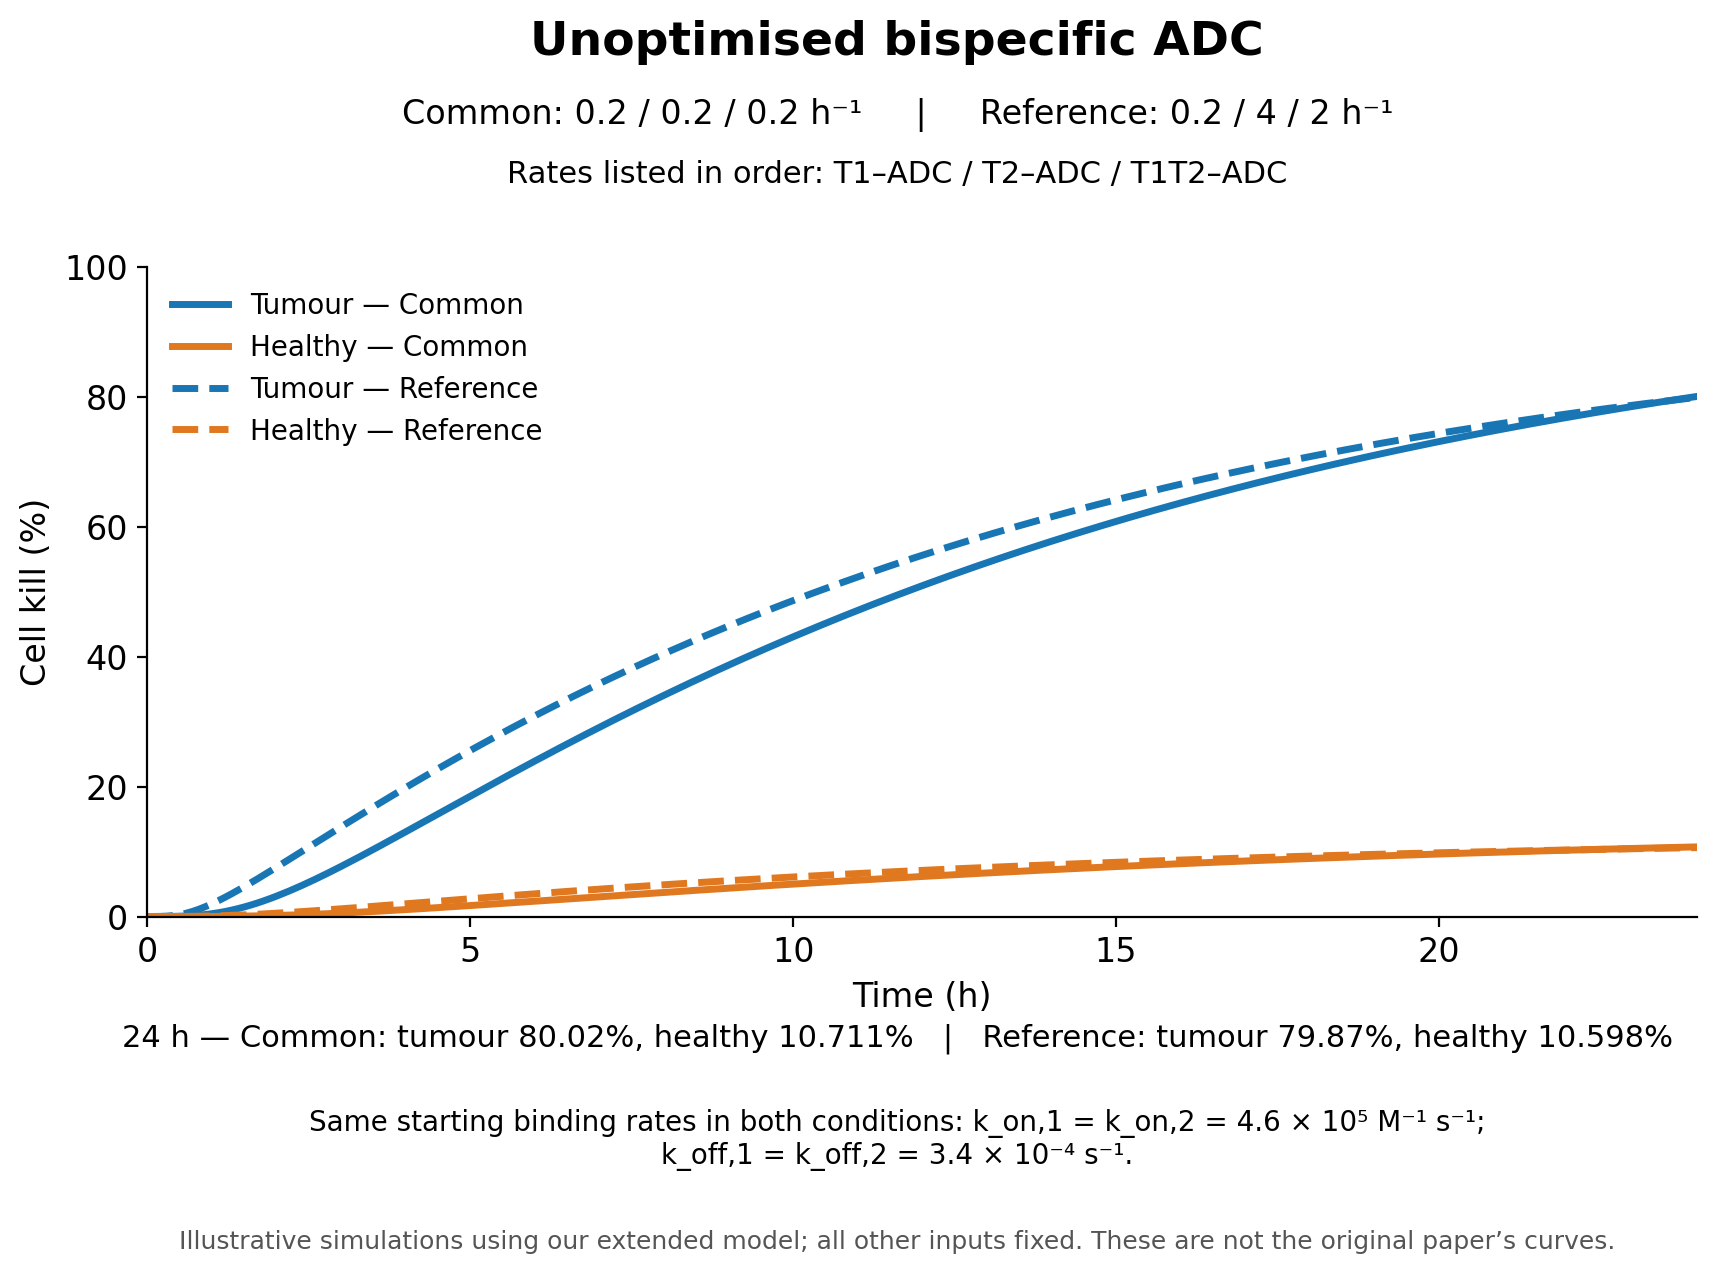 Unoptimised bispecific ADC
Common: 0.2 / 0.2 / 0.2 h⁻¹ | Reference: 0.2 / 4 / 2 h⁻¹
Rates listed in order: T1–ADC / T2–ADC / T1T2–ADC
100
80
60
40
20
0
Cell kill (%)
Tumour — Common
Healthy — Common
Tumour — Reference
Healthy — Reference
0 5 10 15 20
Time (h)
24 h — Common: tumour 80.02%, healthy 10.711% | Reference: tumour 79.87%, healthy 10.598%
Same starting binding rates in both conditions: k_on,1 = k_on,2 = 4.6 × 10⁵ M⁻¹ s⁻¹;
k_off,1 = k_off,2 = 3.4 × 10⁻⁴ s⁻¹.
Illustrative simulations using our extended model; all other inputs fixed. These are not the original paper’s curves.